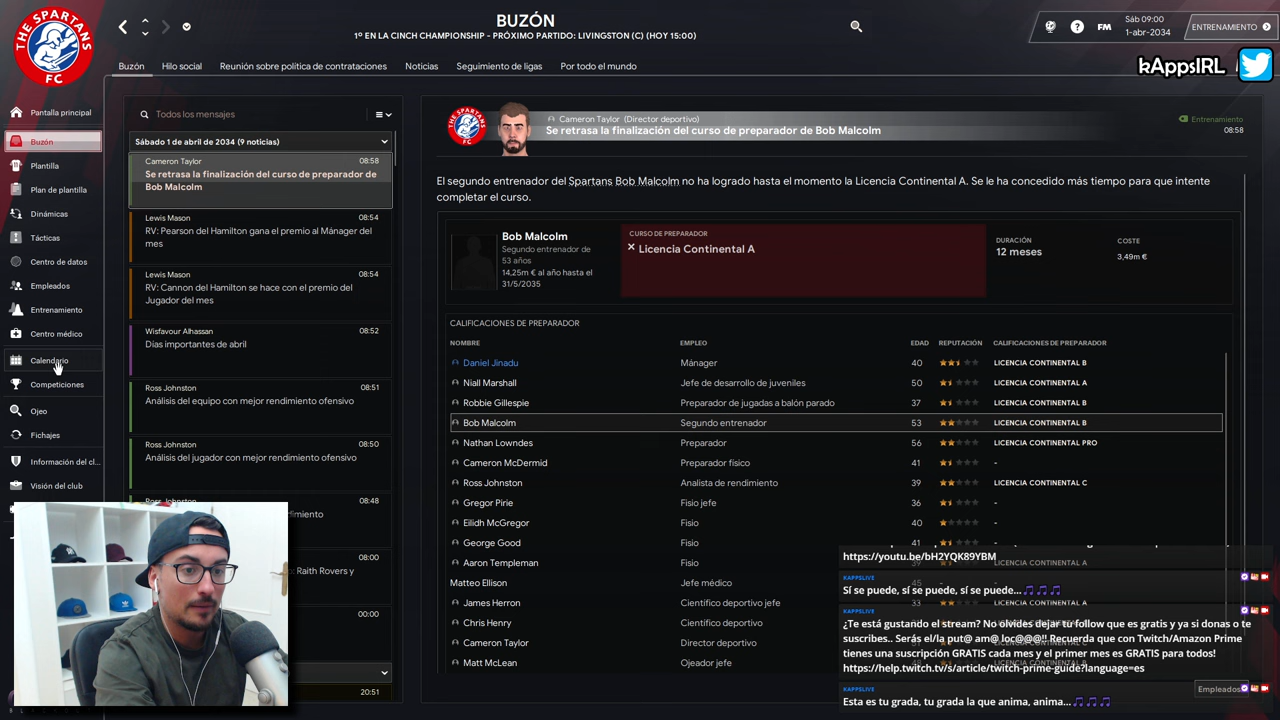 THE SPARTANS
FC
BUZÓN
1º EN LA CINCH CHAMPIONSHIP - PRÓXIMO PARTIDO: LIVINGSTON (C) (HOY 15:00)
FM
Sáb 09:00
1-abr-2034
ENTRENAMIENTO
kAppsIRL
Buzón
Hilo social
Reunión sobre política de contrataciones
Noticias
Seguimiento de ligas
Por todo el mundo
Pantalla principal
Buzón
Plantilla
Plan de plantilla
Dinámicas
Tácticas
Centro de datos
Empleados
Entrenamiento
Centro médico
Calendario
Competiciones
Ojeo
Fichajes
Información del cl...
Visión del club
Todos los mensajes
Sábado 1 de abril de 2034 (9 noticias)
Cameron Taylor 08:58
Se retrasa la finalización del curso de preparador de
Bob Malcolm
Lewis Mason 08:54
RV: Pearson del Hamilton gana el premio al Mánager del
mes
Lewis Mason 08:54
RV: Cannon del Hamilton se hace con el premio del
Jugador del mes
Wisfavour Alhassan 08:52
Días importantes de abril
Ross Johnston 08:51
Análisis del equipo con mejor rendimiento ofensivo
Ross Johnston 08:50
Análisis del jugador con mejor rendimiento ofensivo
Ross Johnston 08:48
08:00
Raith Rovers y
00:00
20:51
Cameron Taylor (Director deportivo)
Se retrasa la finalización del curso de preparador de Bob Malcolm
Entrenamiento
08:58
El segundo entrenador del Spartans Bob Malcolm no ha logrado hasta el momento la Licencia Continental A. Se le ha concedido más tiempo para que intente
completar el curso.
Bob Malcolm
Segundo entrenador de
53 años
14,25m € al año hasta el
31/5/2035
CURSO DE PREPARADOR
Licencia Continental A
DURACIÓN
12 meses
COSTE
3,49m €
CALIFICACIONES DE PREPARADOR
NOMBRE EMPLEO EDAD REPUTACIÓN CALIFICACIONES DE PREPARADOR
Daniel Jinadu Mánager 40 LICENCIA CONTINENTAL B
Niall Marshall Jefe de desarrollo de juveniles 50 LICENCIA CONTINENTAL A
Robbie Gillespie Preparador de jugadas a balón parado 37 LICENCIA CONTINENTAL B
Bob Malcolm Segundo entrenador 53 LICENCIA CONTINENTAL B
Nathan Lowndes Preparador 56 LICENCIA CONTINENTAL PRO
Cameron McDermid Preparador físico 41 -
Ross Johnston Analista de rendimiento 39 LICENCIA CONTINENTAL C
Gregor Pirie Fisio jefe 36 -
Eilidh McGregor Fisio 40 -
George Good Fisio 41
Aaron Templeman Fisio
Matteo Ellison Jefe médico
James Herron Científico deportivo jefe
Chris Henry Científico deportivo
Cameron Taylor Director deportivo
Matt McLean Ojeador jefe
Empleados
https://youtu.be/bH2YQK89YBM
KAPPSLIVE
Sí se puede, sí se puede, sí se puede...
KAPPSLIVE
¿Te está gustando el stream? No olvides dejar tu follow que es gratis y ya si donas o te
suscribes.. Serás el/la put@ am@ loc@@@!! Recuerda que con Twitch/Amazon Prime
tienes una suscripción GRATIS cada mes y el primer mes es GRATIS para todos!
https://help.twitch.tv/s/article/twitch-prime-guide?language=es
KAPPSLIVE
Esta es tu grada, tu grada la que anima, anima...